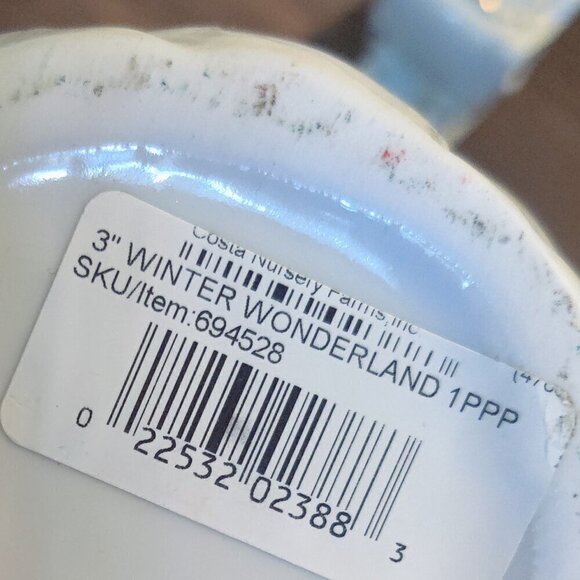 Costa Nursery Farms, Inc
3" WINTER WONDERLAND 1PPP
SKU/Item:694528
0 22532 02388 3